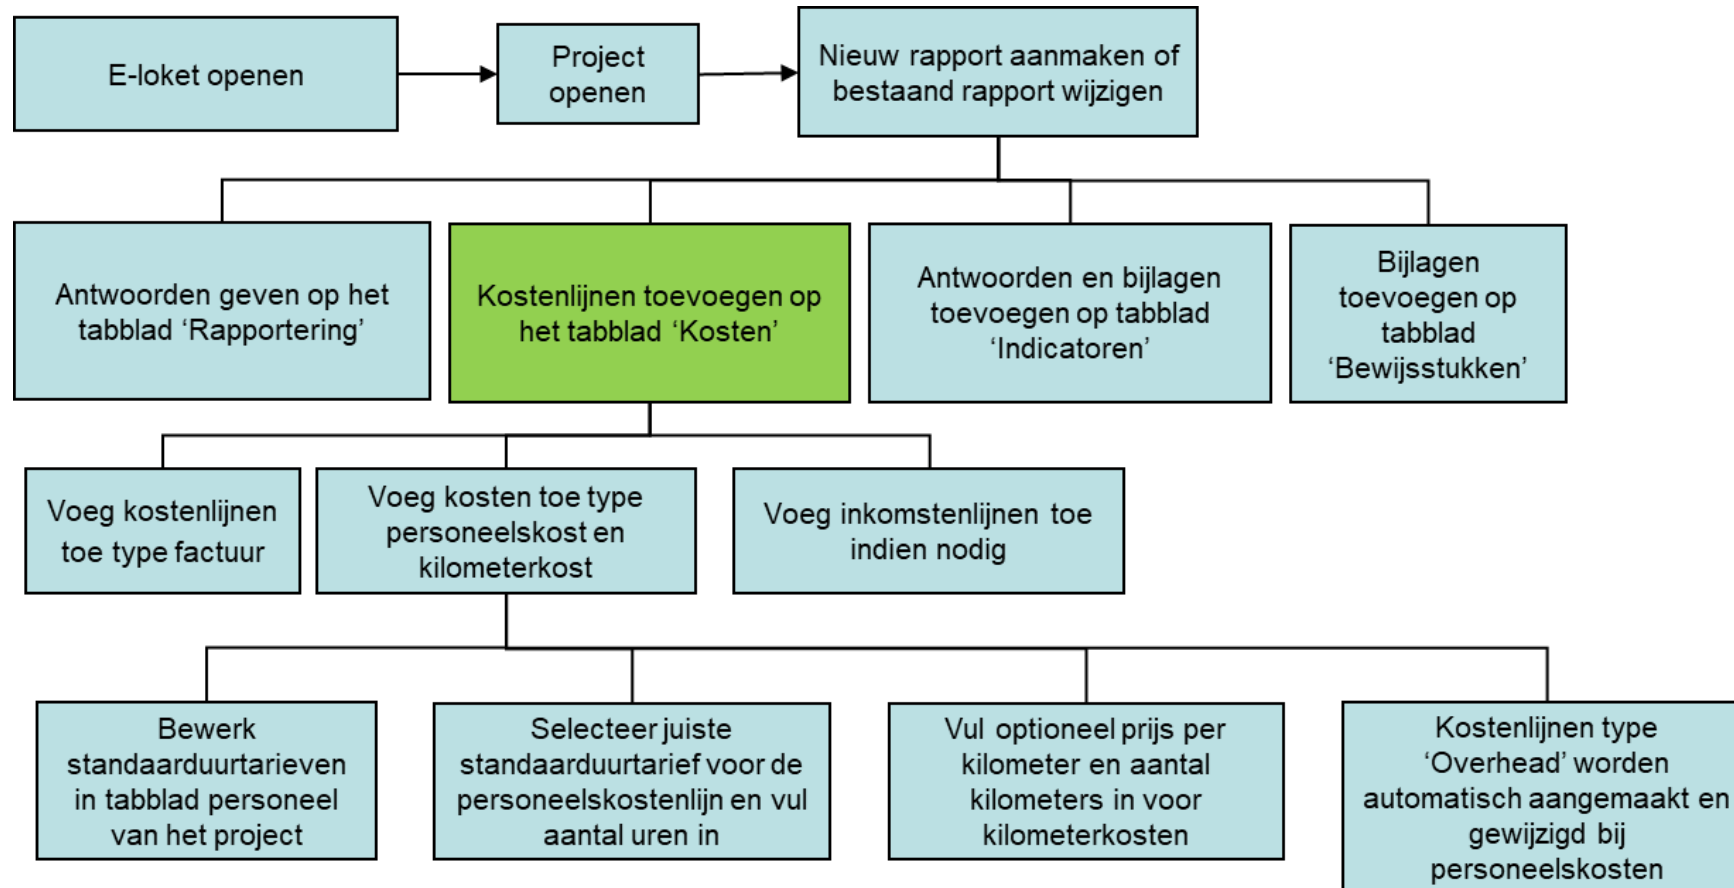 E-loket openen
Project
openen
Nieuw rapport aanmaken of
bestaand rapport wijzigen
Antwoorden geven op het
tabblad ‘Rapportering’
Kostenlijnen toevoegen op
het tabblad ‘Kosten’
Antwoorden en bijlagen
toevoegen op tabblad
‘Indicatoren’
Bijlagen
toevoegen op
tabblad
‘Bewijsstukken’
Voeg kostenlijnen
toe type factuur
Voeg kosten toe type
personeelskost en
kilometerkost
Voeg inkomstenlijnen toe
indien nodig
Bewerk
standaarduurtarieven
in tabblad personeel
van het project
Selecteer juiste
standaarduurtarief voor de
personeelskostenlijn en vul
aantal uren in
Vul optioneel prijs per
kilometer en aantal
kilometers in voor
kilometerkosten
Kostenlijnen type
‘Overhead’ worden
automatisch aangemaakt en
gewijzigd bij
personeelskosten